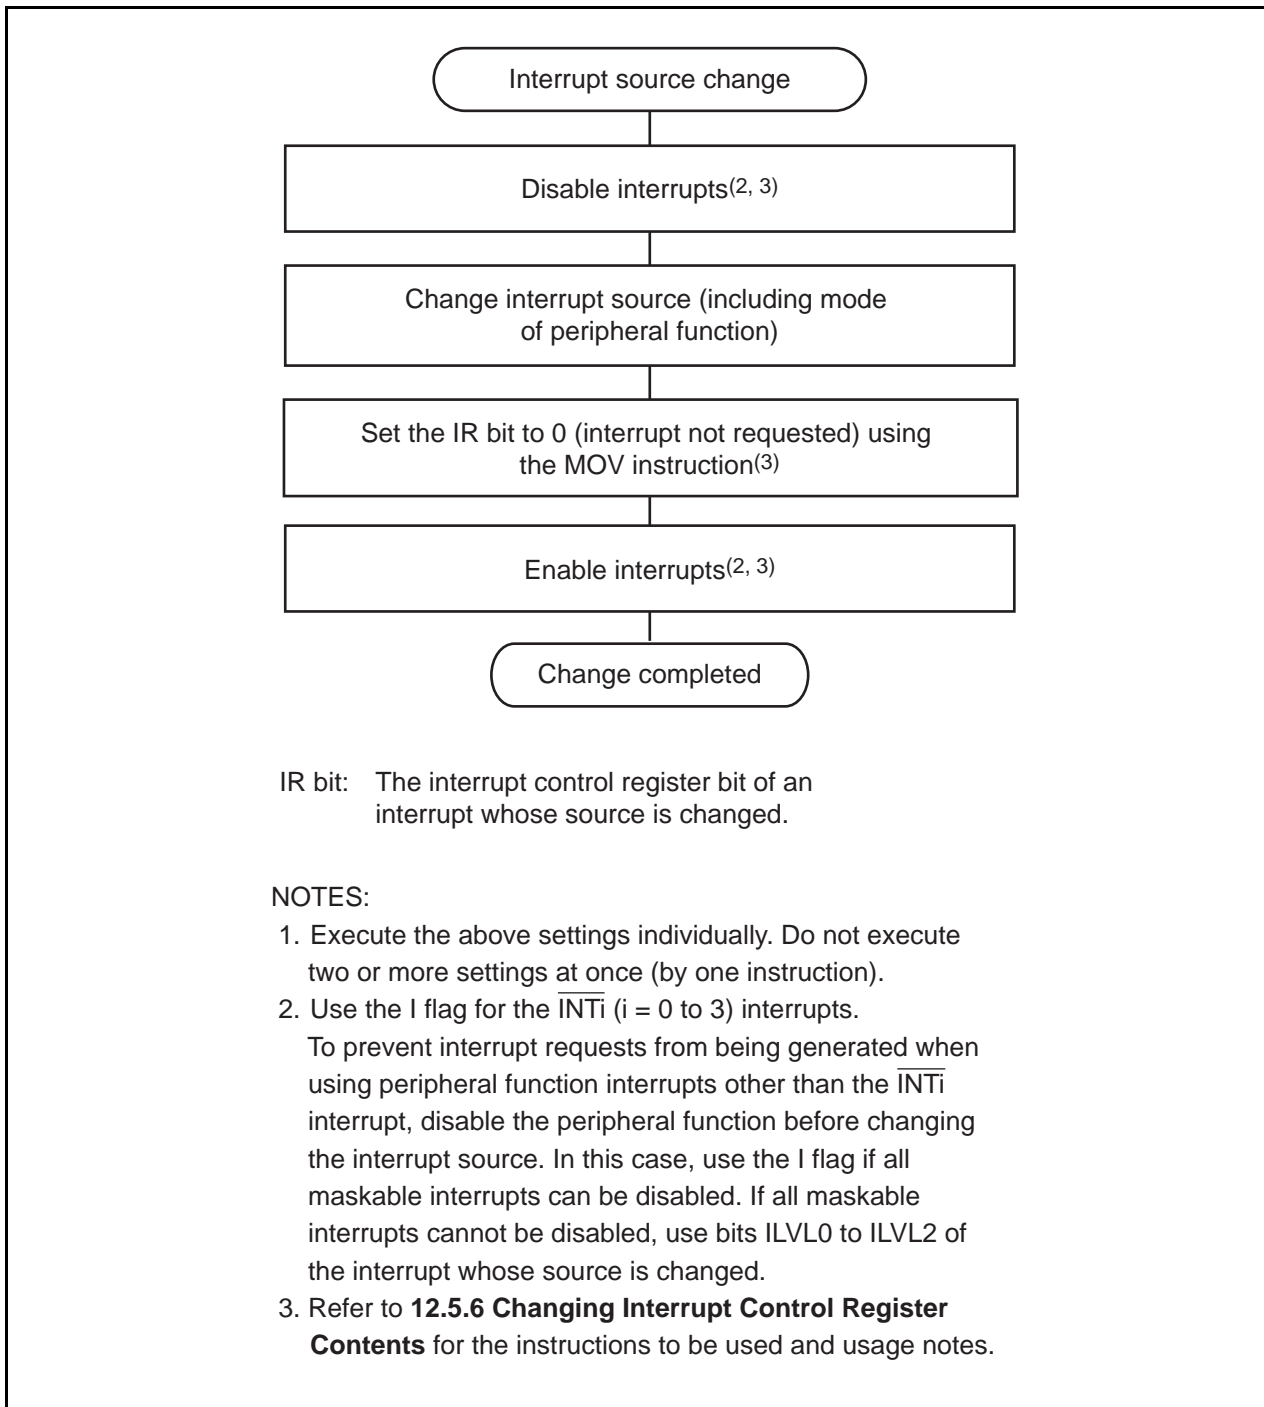 Interrupt source change
Disable interrupts(2, 3)
Change interrupt source (including mode
of peripheral function)
Set the IR bit to 0 (interrupt not requested) using
the MOV instruction(3)
Enable interrupts(2, 3)
Change completed
IR bit: The interrupt control register bit of an
interrupt whose source is changed.
NOTES:
1. Execute the above settings individually. Do not execute
two or more settings at once (by one instruction).
2. Use the I flag for the I̅N̅T̅i̅ (i = 0 to 3) interrupts.
To prevent interrupt requests from being generated when
using peripheral function interrupts other than the I̅N̅T̅i̅
interrupt, disable the peripheral function before changing
the interrupt source. In this case, use the I flag if all
maskable interrupts can be disabled. If all maskable
interrupts cannot be disabled, use bits ILVL0 to ILVL2 of
the interrupt whose source is changed.
3. Refer to 12.5.6 Changing Interrupt Control Register
Contents for the instructions to be used and usage notes.